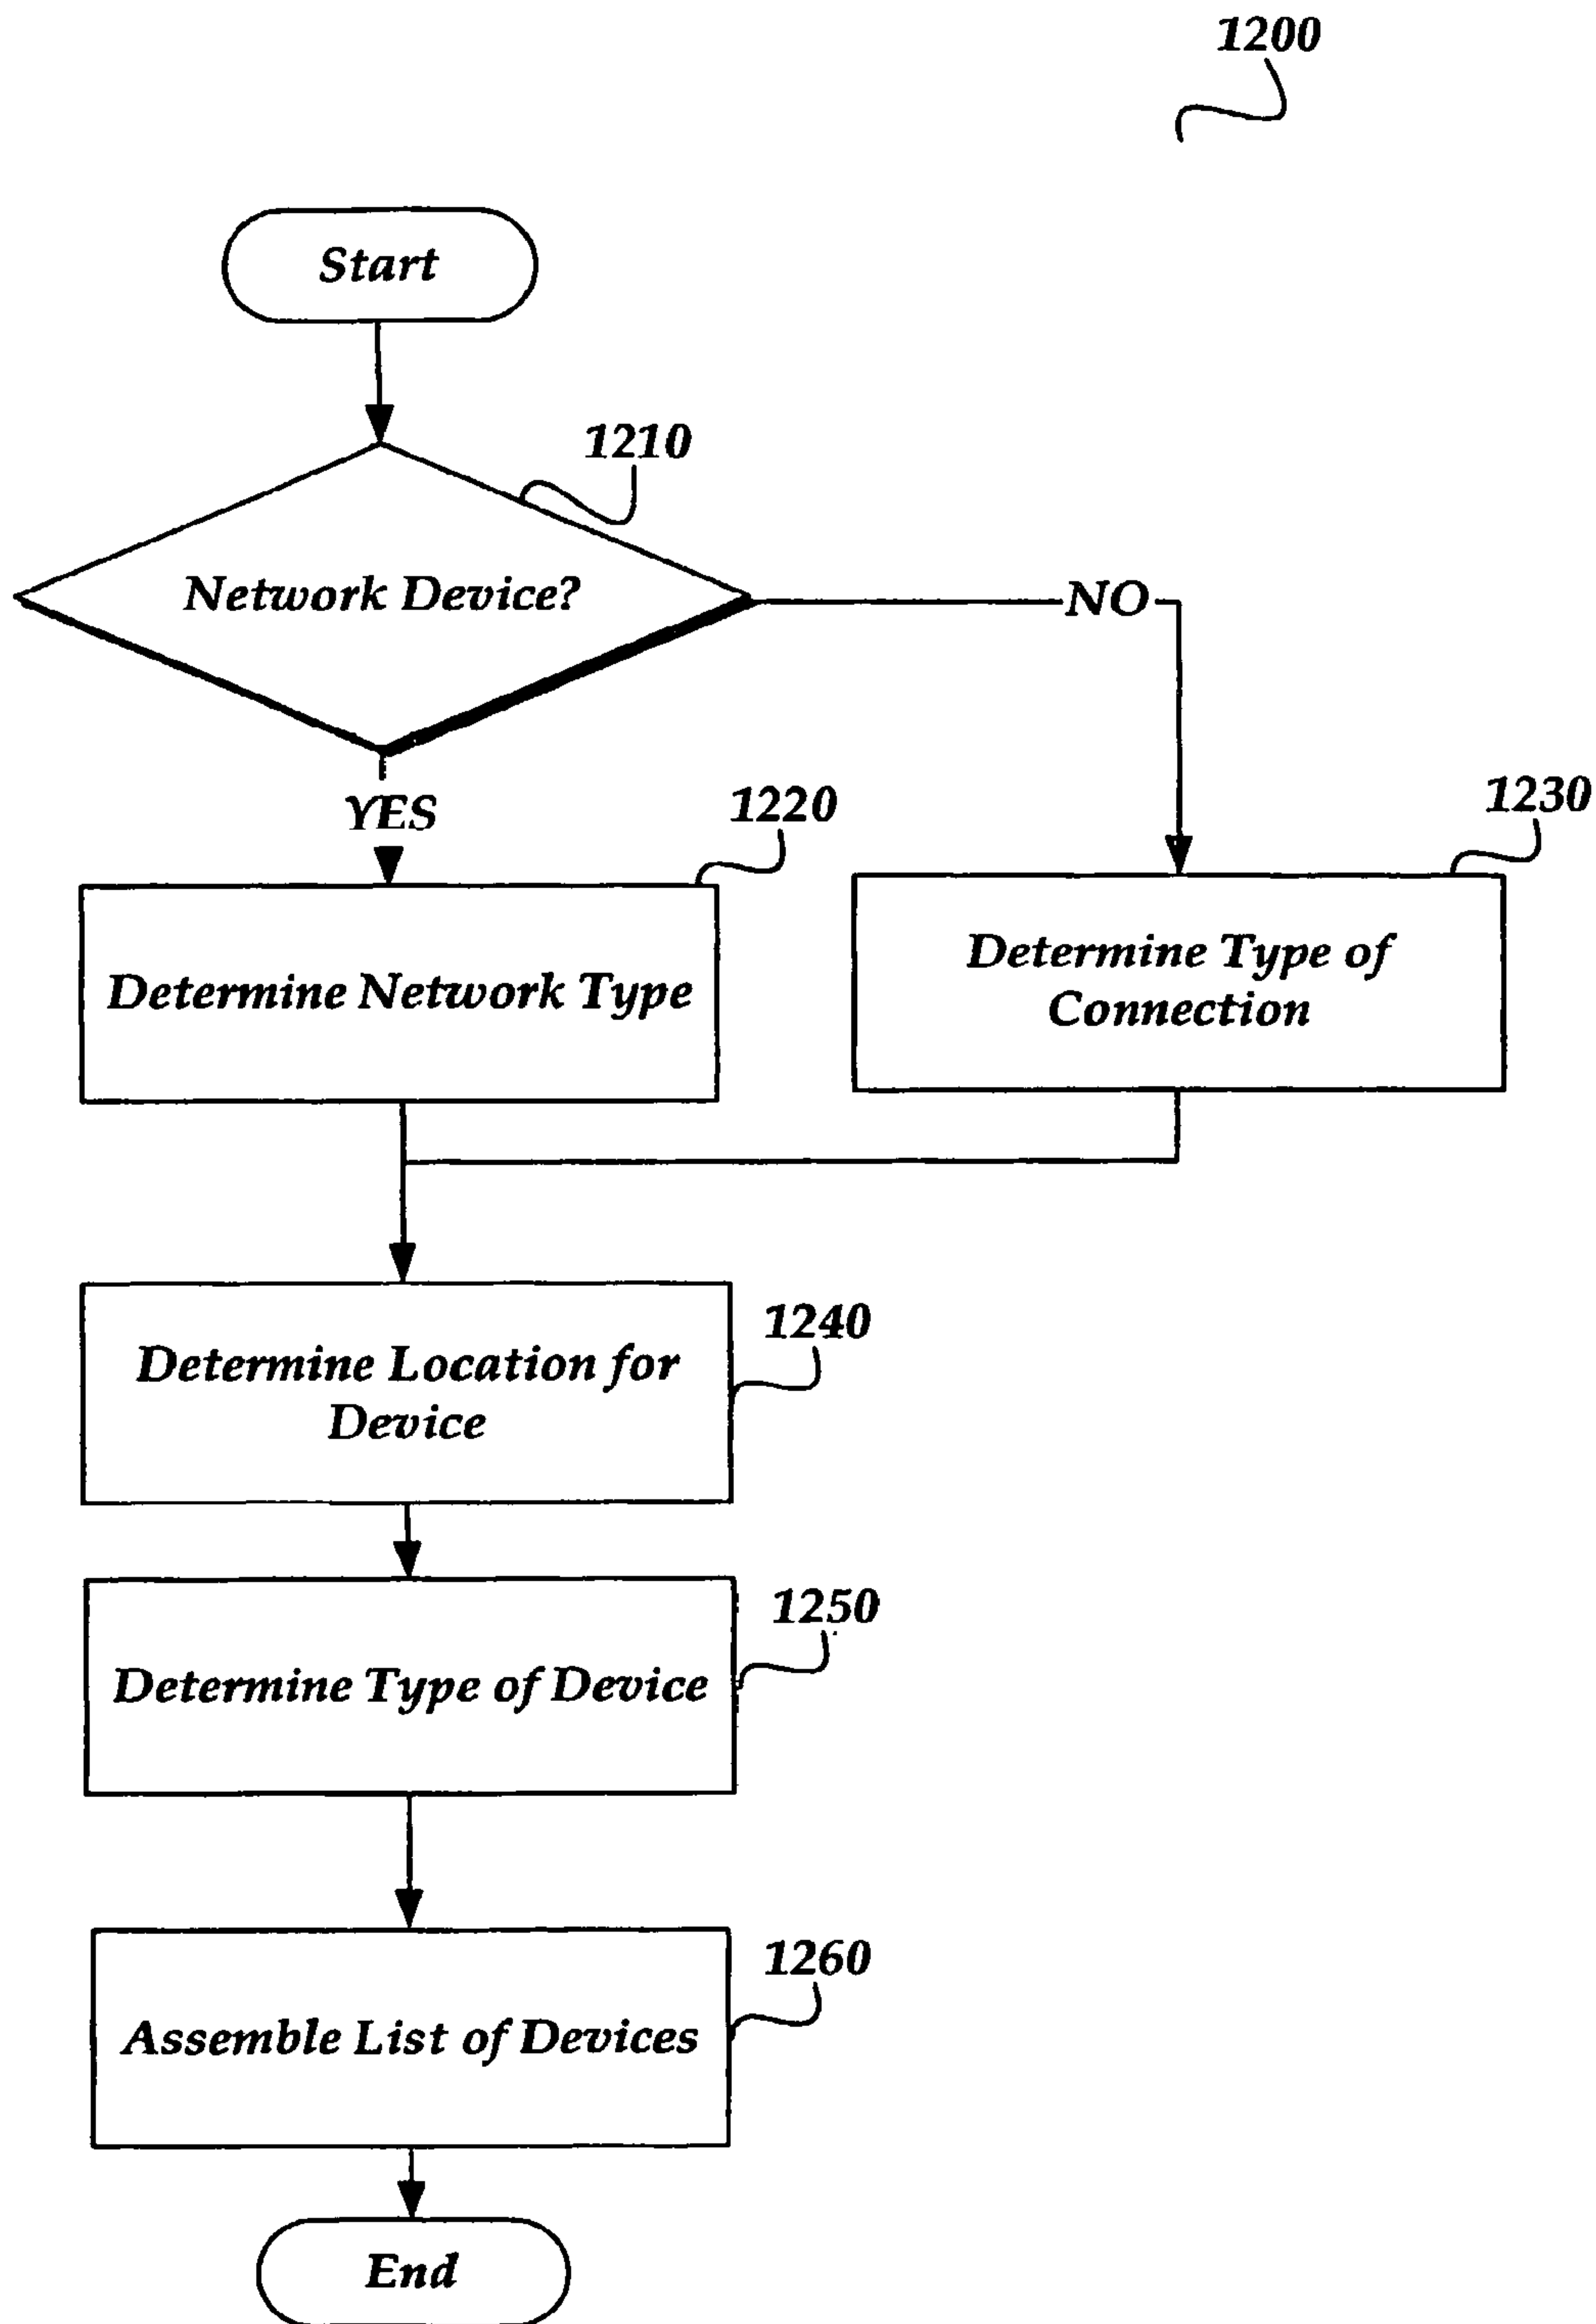 1200
Start
1210
Network Device?
NO
YES
1220
1230
Determine Network Type
Determine Type of
Connection
1240
Determine Location for
Device
1250
Determine Type of Device
1260
Assemble List of Devices
End